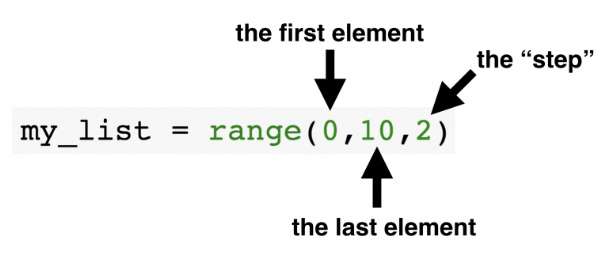 the first element
the “step”
my_list = range(0,10,2)
the last element